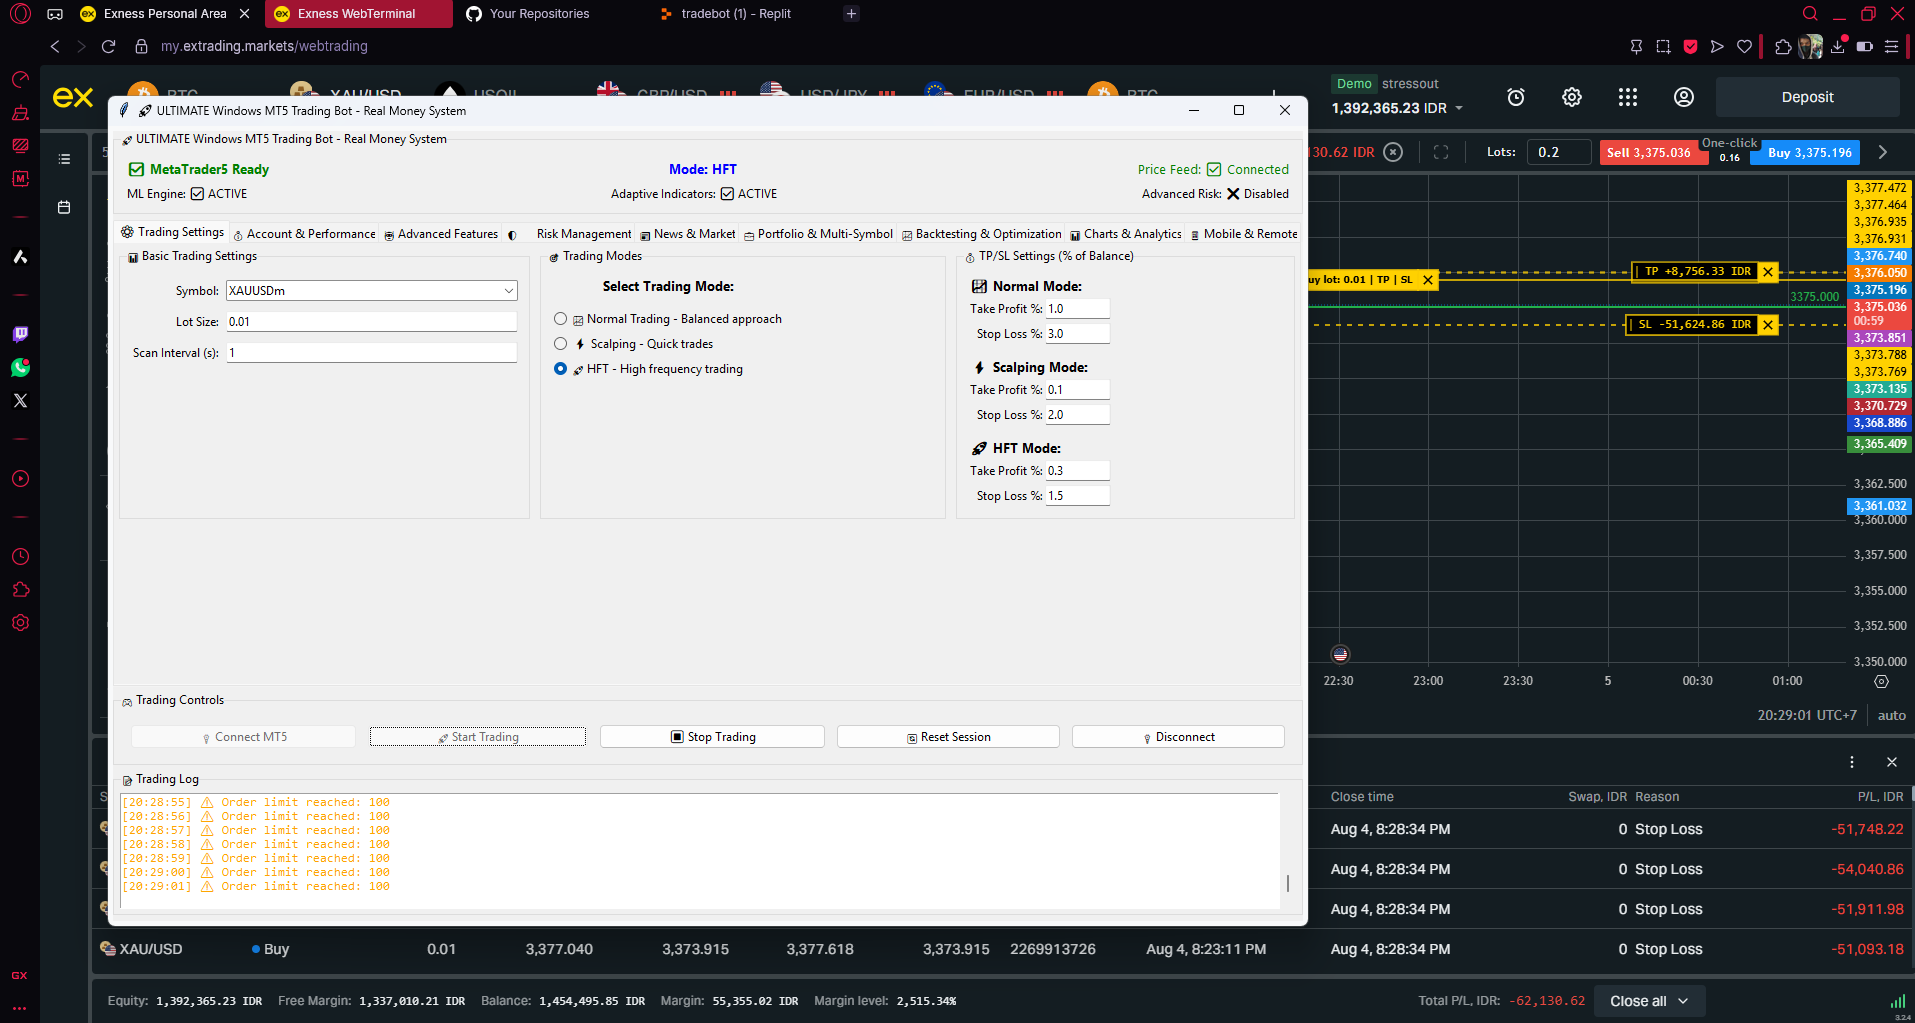 Exness Personal Area
Exness WebTerminal
Your Repositories
tradebot (1) - Replit
my.extrading.markets/webtrading
ex
BTC
XAU/USD
USOIL
GBP/USD
USD/JPY
EUR/USD
BTC
Demo stressout
1,392,365.23 IDR
Deposit
ULTIMATE Windows MT5 Trading Bot - Real Money System
ULTIMATE Windows MT5 Trading Bot - Real Money System
MetaTrader5 Ready
Mode: HFT
Price Feed: Connected
ML Engine: ACTIVE
Adaptive Indicators: ACTIVE
Advanced Risk: Disabled
30.62 IDR
Lots: 0.2
Sell 3,375.036
One-click
0.16
Buy 3,375.196
Trading Settings
Account & Performance
Advanced Features
Risk Management
News & Market
Portfolio & Multi-Symbol
Backtesting & Optimization
Charts & Analytics
Mobile & Remote
Basic Trading Settings
Symbol: XAUUSDm
Lot Size: 0.01
Scan Interval (s): 1
Trading Modes
Select Trading Mode:
Normal Trading - Balanced approach
Scalping - Quick trades
HFT - High frequency trading
TP/SL Settings (% of Balance)
Normal Mode:
Take Profit %: 1.0
Stop Loss %: 3.0
Scalping Mode:
Take Profit %: 0.1
Stop Loss %: 2.0
HFT Mode:
Take Profit %: 0.3
Stop Loss %: 1.5
uy lot: 0.01 | TP | SL
TP +8,756.33 IDR
SL -51,624.86 IDR
3375.000
3,377.472
3,377.464
3,376.935
3,376.931
3,376.740
3,376.050
3,375.196
3,375.036
00:59
3,373.851
3,373.788
3,373.769
3,373.135
3,370.729
3,368.886
3,365.409
3,362.500
3,361.032
3,360.000
3,357.500
3,355.000
3,352.500
3,350.000
22:30
23:00
23:30
5
00:30
01:00
20:29:01 UTC+7
auto
Trading Controls
Connect MT5
Start Trading
Stop Trading
Reset Session
Disconnect
Trading Log
[20:28:55] ⚠ Order limit reached: 100
[20:28:56] ⚠ Order limit reached: 100
[20:28:57] ⚠ Order limit reached: 100
[20:28:58] ⚠ Order limit reached: 100
[20:28:59] ⚠ Order limit reached: 100
[20:29:00] ⚠ Order limit reached: 100
[20:29:01] ⚠ Order limit reached: 100
Close time
Swap, IDR
Reason
P/L, IDR
Aug 4, 8:28:34 PM 0 Stop Loss -51,748.22
Aug 4, 8:28:34 PM 0 Stop Loss -54,040.86
Aug 4, 8:28:34 PM 0 Stop Loss -51,911.98
XAU/USD Buy 0.01 3,377.040 3,373.915 3,377.618 3,373.915 2269913726 Aug 4, 8:23:11 PM Aug 4, 8:28:34 PM 0 Stop Loss -51,093.18
GX
Equity: 1,392,365.23 IDR Free Margin: 1,337,010.21 IDR Balance: 1,454,495.85 IDR Margin: 55,355.02 IDR Margin level: 2,515.34%
Total P/L, IDR: -62,130.62
Close all
3.2.4